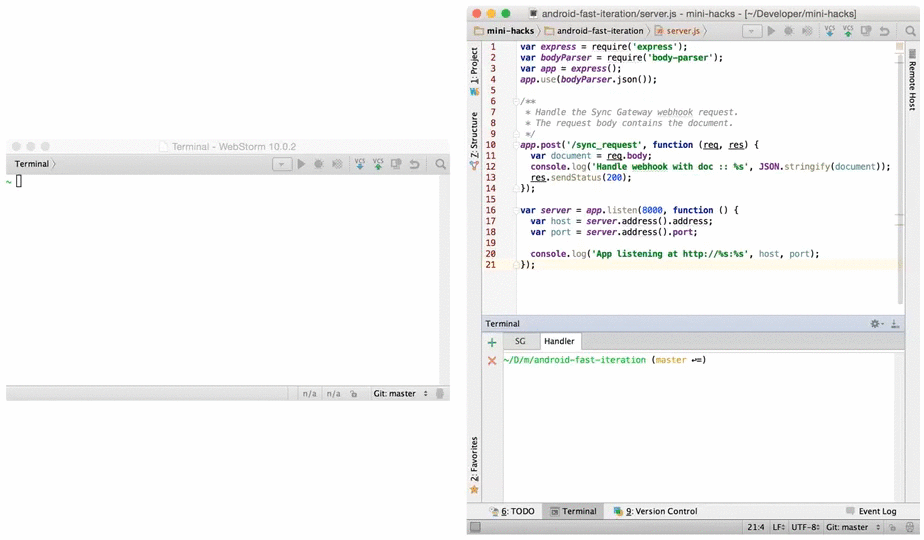 Terminal - WebStorm 10.0.2
Terminal
VCS VCS
~
n/a n/a Git: master
android-fast-iteration/server.js - mini-hacks - [~/Developer/mini-hacks]
mini-hacks android-fast-iteration server.js
VCS VCS
1: Project
Z: Structure
2: Favorites
Remote Host
1 var express = require('express');
2 var bodyParser = require('body-parser');
3 var app = express();
4 app.use(bodyParser.json());
5
6 /**
7 * Handle the Sync Gateway webhook request.
8 * The request body contains the document.
9 */
10 app.post('/sync_request', function (req, res) {
11 var document = req.body;
12 console.log('Handle webhook with doc :: %s', JSON.stringify(document));
13 res.sendStatus(200);
14 });
15
16 var server = app.listen(8000, function () {
17 var host = server.address().address;
18 var port = server.address().port;
19
20 console.log('App listening at http://%s:%s', host, port);
21 });
Terminal
SG Handler
~/D/m/android-fast-iteration (master ↩=)
6: TODO Terminal 9: Version Control Event Log
21:4 LF UTF-8 Git: master